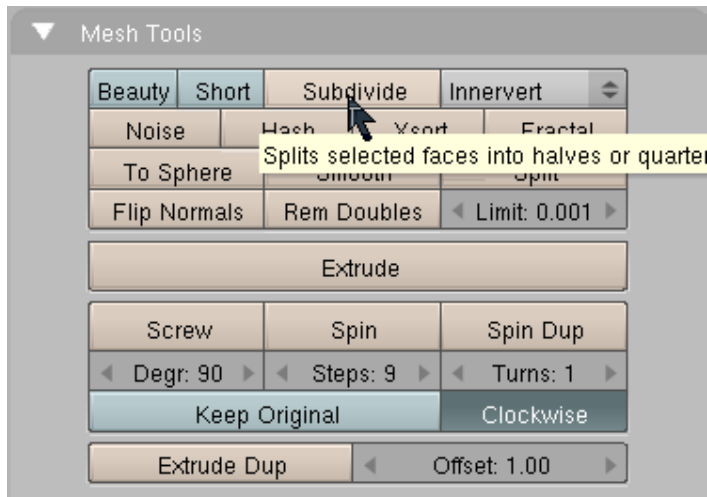 Mesh Tools
Beauty Short Subdivide Innervert
Noise Hash Xsort Fractal
Splits selected faces into halves or quarter
To Sphere Smooth Split
Flip Normals Rem Doubles Limit: 0.001
Extrude
Screw Spin Spin Dup
Degr: 90 Steps: 9 Turns: 1
Keep Original Clockwise
Extrude Dup Offset: 1.00